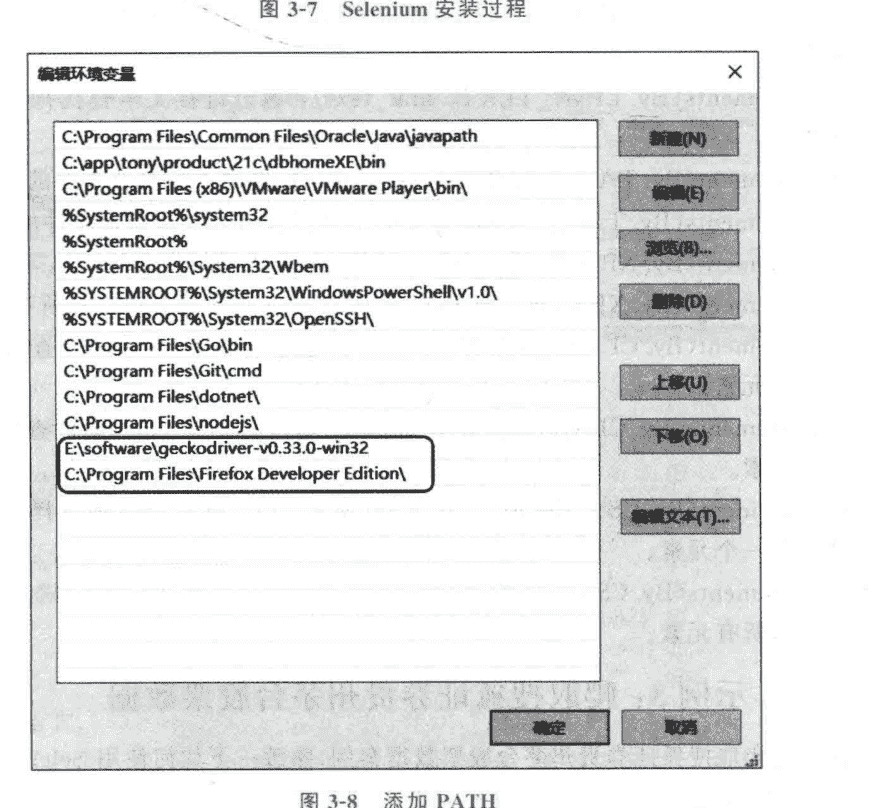 图 3-7 Selenium 安装过程
编辑环境变量
C:\Program Files\Common Files\Oracle\Java\javapath
C:\app\tony\product\21c\dbhomeXE\bin
C:\Program Files (x86)\VMware\VMware Player\bin\
%SystemRoot%\system32
%SystemRoot%
%SystemRoot%\System32\Wbem
%SYSTEMROOT%\System32\WindowsPowerShell\v1.0\
%SYSTEMROOT%\System32\OpenSSH\
C:\Program Files\Go\bin
C:\Program Files\Git\cmd
C:\Program Files\dotnet\
C:\Program Files\nodejs\
E:\software\geckodriver-v0.33.0-win32
C:\Program Files\Firefox Developer Edition\
新建(N)
编辑(E)
浏览(B)...
删除(D)
上移(U)
下移(O)
编辑文本(T)...
确定
取消
图 3-8 添加 PATH